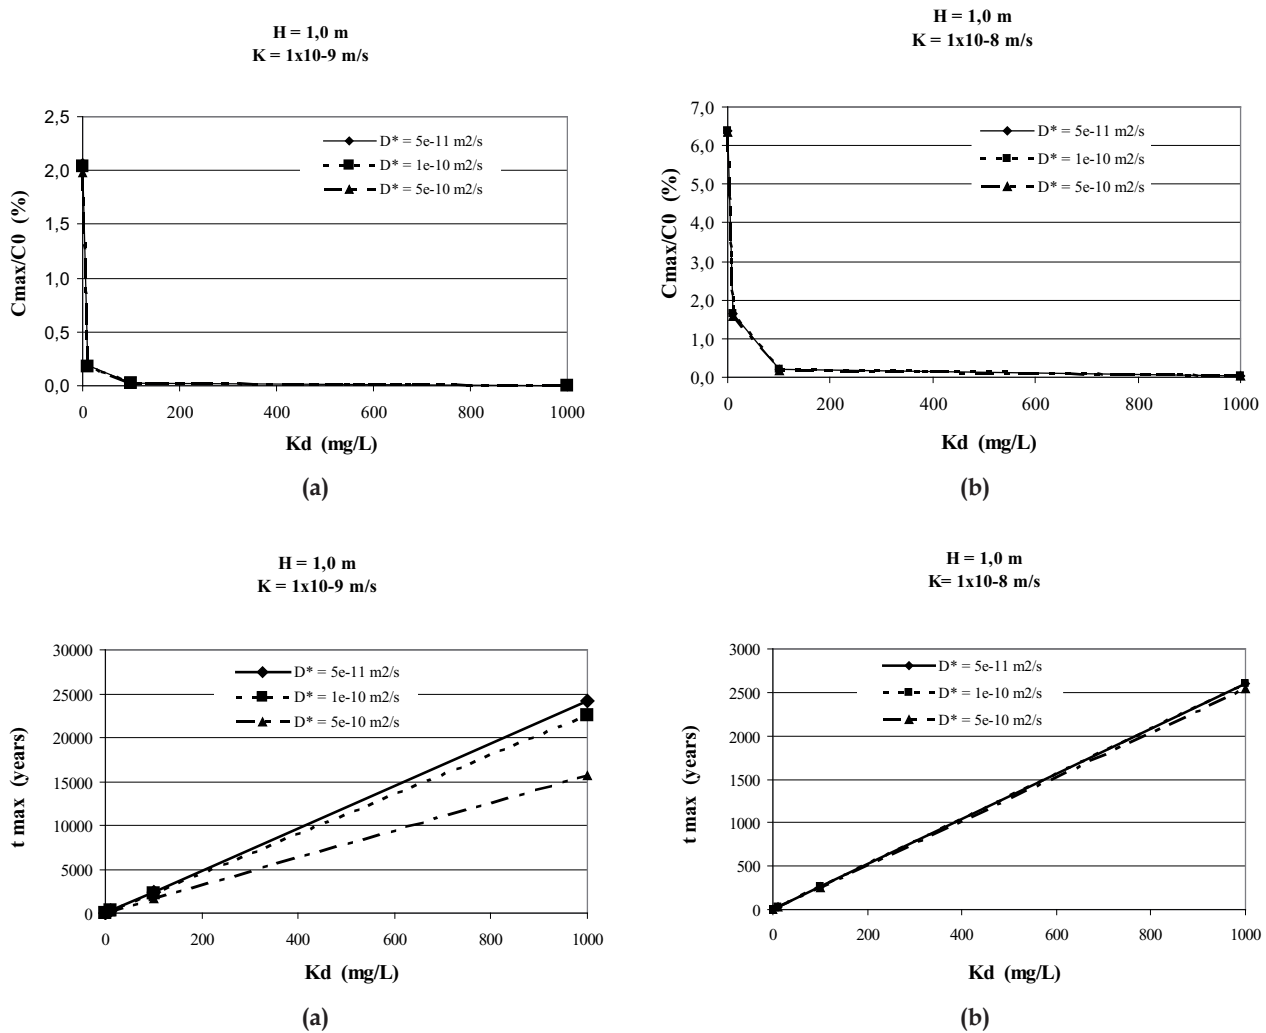 H = 1,0 m
K = 1x10-9 m/s
2,5
2,0
1,5
1,0
0,5
0,0
Cmax/C0 (%)
D* = 5e-11 m2/s
D* = 1e-10 m2/s
D* = 5e-10 m2/s
0 200 400 600 800 1000
Kd (mg/L)
(a)
H = 1,0 m
K = 1x10-8 m/s
7,0
6,0
5,0
4,0
3,0
2,0
1,0
0,0
Cmax/C0 (%)
D* = 5e-11 m2/s
D* = 1e-10 m2/s
D* = 5e-10 m2/s
0 200 400 600 800 1000
Kd (mg/L)
(b)
H = 1,0 m
K = 1x10-9 m/s
30000
25000
20000
15000
10000
5000
0
t max (years)
D* = 5e-11 m2/s
D* = 1e-10 m2/s
D* = 5e-10 m2/s
0 200 400 600 800 1000
Kd (mg/L)
(a)
H = 1,0 m
K= 1x10-8 m/s
3000
2500
2000
1500
1000
500
0
t max (years)
D* = 5e-11 m2/s
D* = 1e-10 m2/s
D* = 5e-10 m2/s
0 200 400 600 800 1000
Kd (mg/L)
(b)